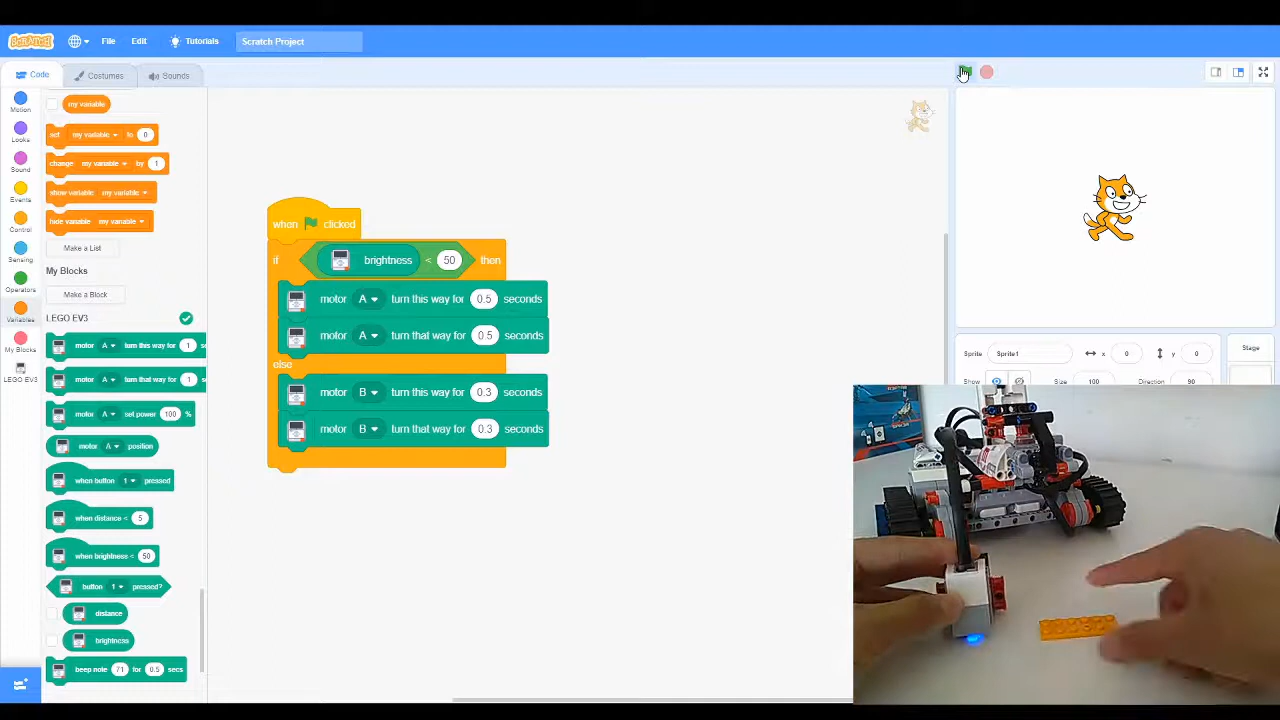 SCRATCH
File
Edit
Tutorials
Scratch Project
Code
Costumes
Sounds
Motion
Looks
Sound
Events
Control
Sensing
Operators
Variables
My Blocks
LEGO EV3
my variable
set my variable to 0
change my variable by 1
show variable my variable
hide variable my variable
Make a List
My Blocks
Make a Block
LEGO EV3
motor A turn this way for 1 s
motor A turn that way for 1 s
motor A set power 100 %
motor A position
when button 1 pressed
when distance < 5
when brightness < 50
button 1 pressed?
distance
brightness
beep note 71 for 0.5 secs
when clicked
if brightness < 50 then
motor A turn this way for 0.5 seconds
motor A turn that way for 0.5 seconds
else
motor B turn this way for 0.3 seconds
motor B turn that way for 0.3 seconds
Sprite Sprite1 x 0 y 0
Show Size 100 Direction 90
Stage